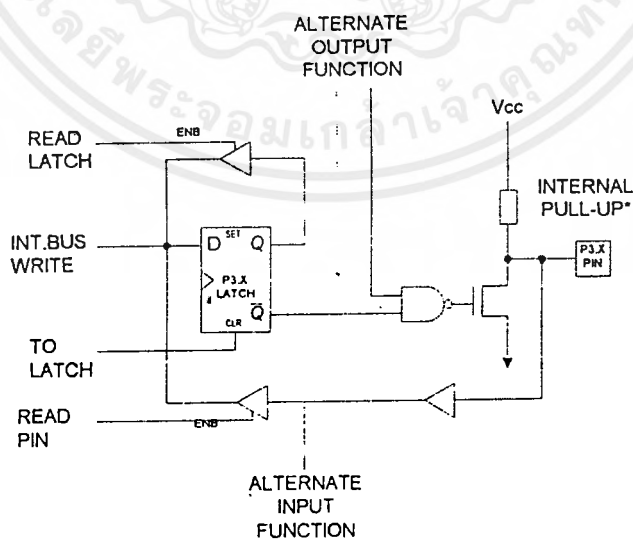 ALTERNATE
OUTPUT
FUNCTION
Vcc
READ
LATCH
ENB
INTERNAL
PULL-UP*
INT.BUS
WRITE
D SET Q
P3.X
LATCH
Q
CLR
P3.X
PIN
TO
LATCH
READ
PIN
ENB
ALTERNATE
INPUT
FUNCTION